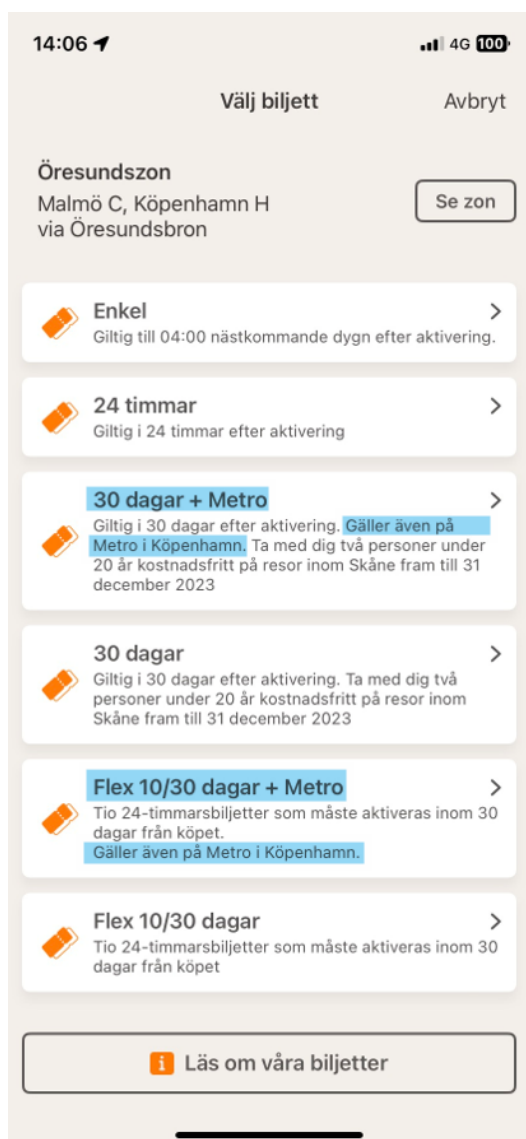 14:06
4G 100
Välj biljett
Avbryt
Öresundszon
Malmö C, Köpenhamn H
via Öresundsbron
Se zon
Enkel
Giltig till 04:00 nästkommande dygn efter aktivering.
24 timmar
Giltig i 24 timmar efter aktivering
30 dagar + Metro
Giltig i 30 dagar efter aktivering. Gäller även på
Metro i Köpenhamn. Ta med dig två personer under
20 år kostnadsfritt på resor inom Skåne fram till 31
december 2023
30 dagar
Giltig i 30 dagar efter aktivering. Ta med dig två
personer under 20 år kostnadsfritt på resor inom
Skåne fram till 31 december 2023
Flex 10/30 dagar + Metro
Tio 24-timmarsbiljetter som måste aktiveras inom 30
dagar från köpet.
Gäller även på Metro i Köpenhamn.
Flex 10/30 dagar
Tio 24-timmarsbiljetter som måste aktiveras inom 30
dagar från köpet
i Läs om våra biljetter